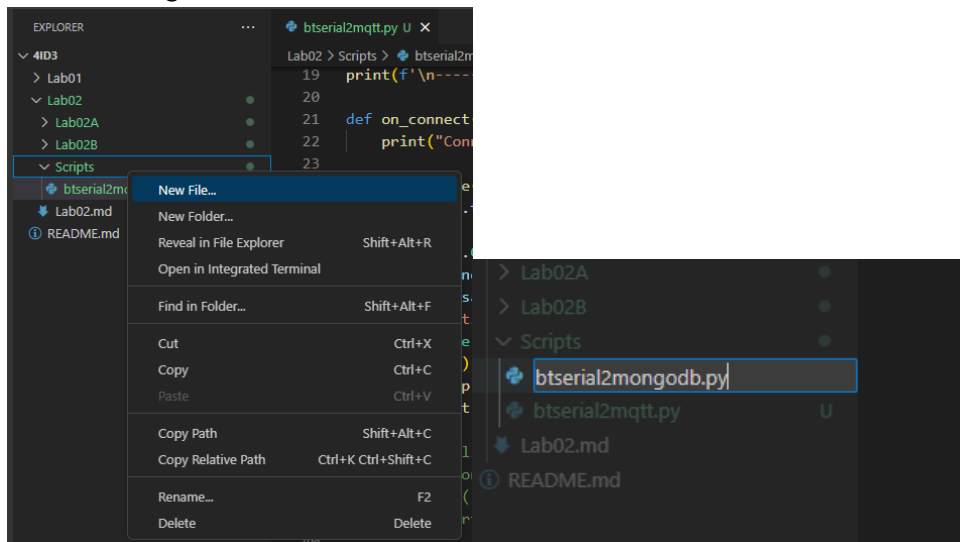 EXPLORER ...
4ID3
Lab01
Lab02
Lab02A
Lab02B
Scripts
btserial2m
Lab02.md
README.md
btserial2mqtt.py U
Lab02 > Scripts >
19 print(f'\n----
20
21 def on_connect
22 print("Con
23
New File...
New Folder...
Reveal in File Explorer Shift+Alt+R
Open in Integrated Terminal
Find in Folder... Shift+Alt+F
Cut Ctrl+X
Copy Ctrl+C
Paste Ctrl+V
Copy Path Shift+Alt+C
Copy Relative Path Ctrl+K Ctrl+Shift+C
Rename... F2
Delete Delete
Lab02A
Lab02B
Scripts
btserial2mongodb.py
btserial2mqtt.py U
Lab02.md
README.md